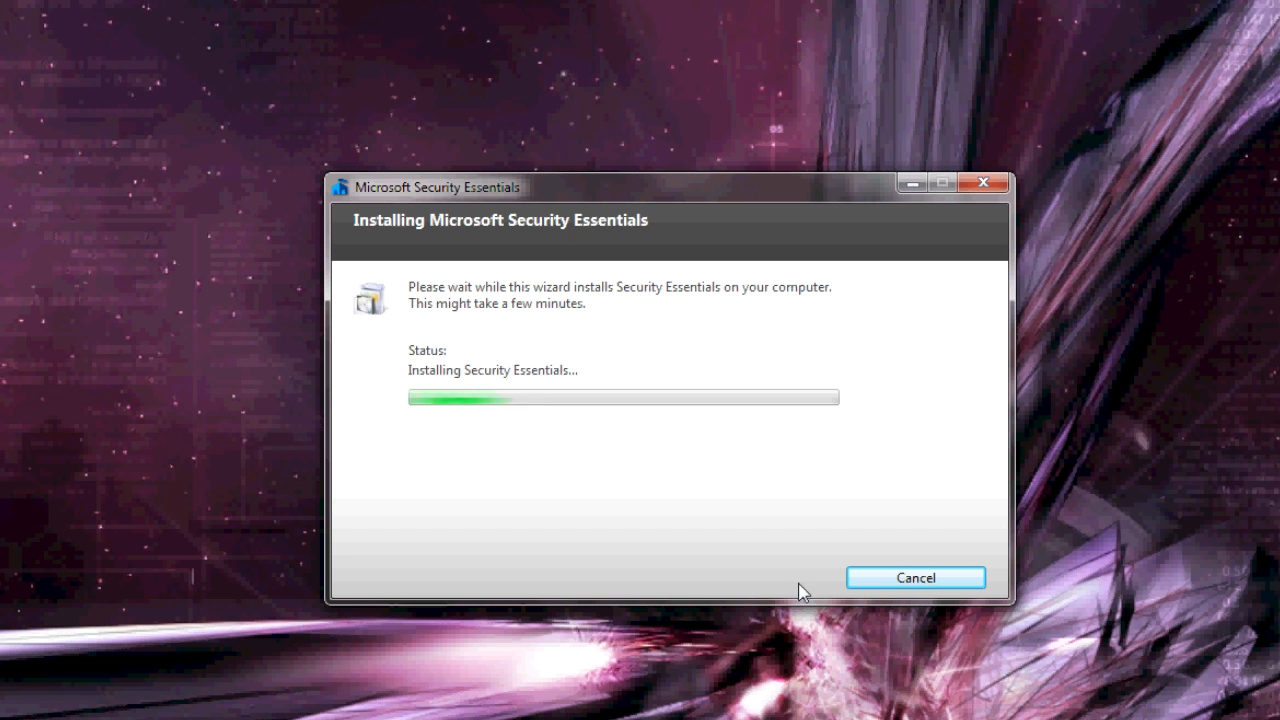 Microsoft Security Essentials
Installing Microsoft Security Essentials
Please wait while this wizard installs Security Essentials on your computer.
This might take a few minutes.
Status:
Installing Security Essentials...
Cancel